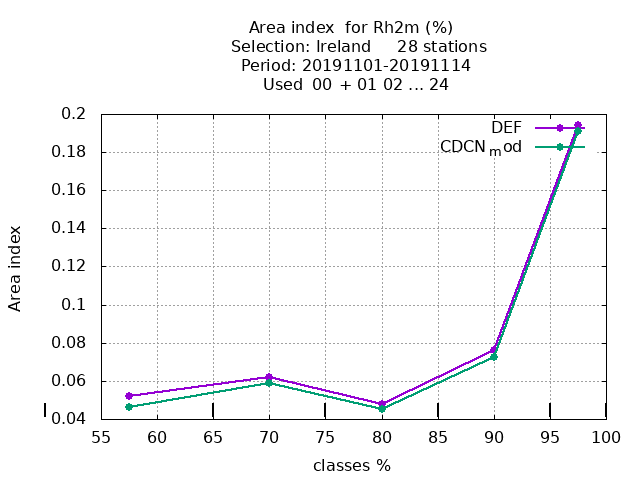 Area index  for Rh2m (%)
Selection: Ireland     28 stations
Period: 20191101-20191114
Used  00 + 01 02 ... 24
DEF
CDCN_mod
0.2
0.18
0.16
0.14
0.12
0.1
0.08
0.06
0.04
Area index
55 60 65 70 75 80 85 90 95 100
classes %